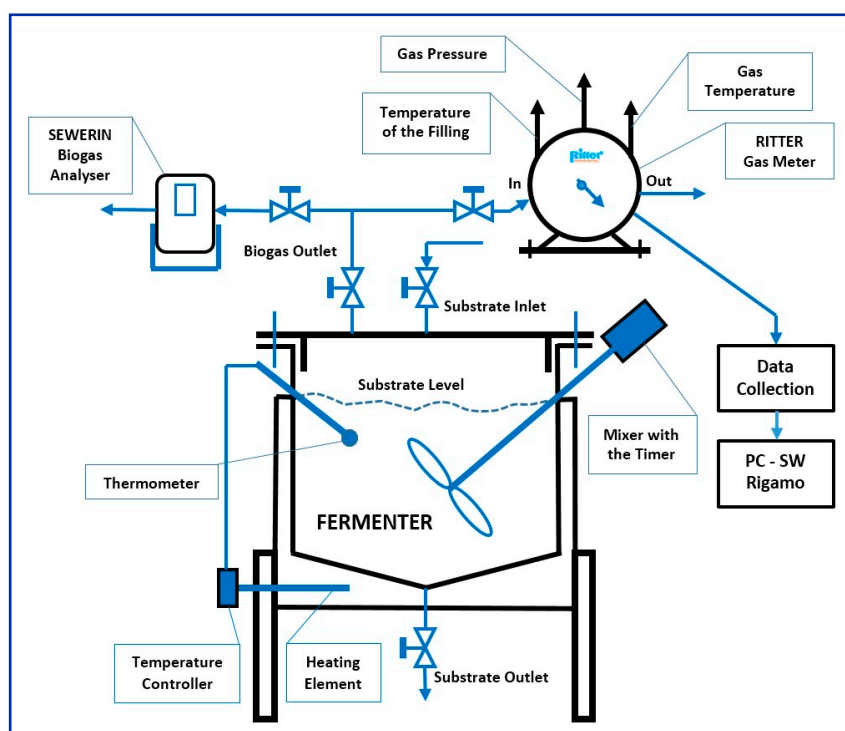 Gas Pressure
Gas
Temperature
Temperature
of the Filling
SEWERIN
Biogas
Analyser
Ritter
RITTER
Gas Meter
In
Out
Biogas Outlet
Substrate Inlet
Data
Collection
Substrate Level
Mixer with
the Timer
PC - SW
Rigamo
Thermometer
FERMENTER
Temperature
Controller
Heating
Element
Substrate Outlet